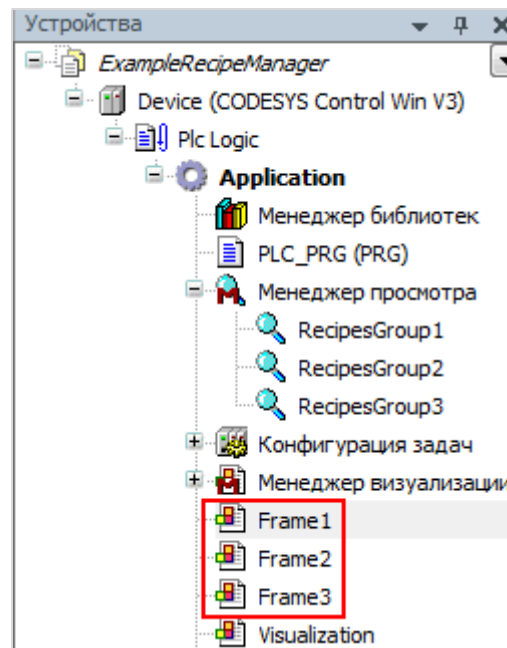 Устройства
ExampleRecipeManager
Device (CODESYS Control Win V3)
Plc Logic
Application
Менеджер библиотек
PLC_PRG (PRG)
Менеджер просмотра
RecipesGroup1
RecipesGroup2
RecipesGroup3
Конфигурация задач
Менеджер визуализации
Frame1
Frame2
Frame3
Visualization